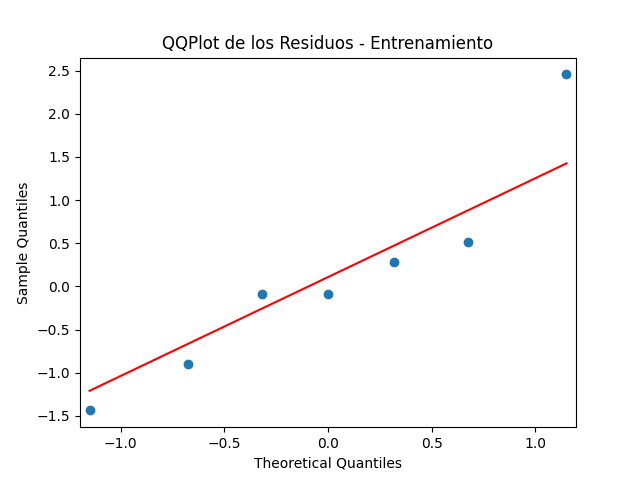 QQPlot de los Residuos - Entrenamiento
2.5
2.0
1.5
1.0
0.5
0.0
−0.5
−1.0
−1.5
Sample Quantiles
−1.0 −0.5 0.0 0.5 1.0
Theoretical Quantiles